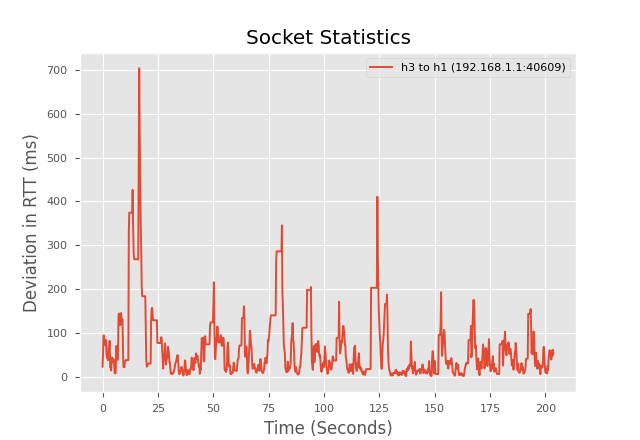 Socket Statistics
h3 to h1 (192.168.1.1:40609)
Deviation in RTT (ms)
700
600
500
400
300
200
100
0
0 25 50 75 100 125 150 175 200
Time (Seconds)